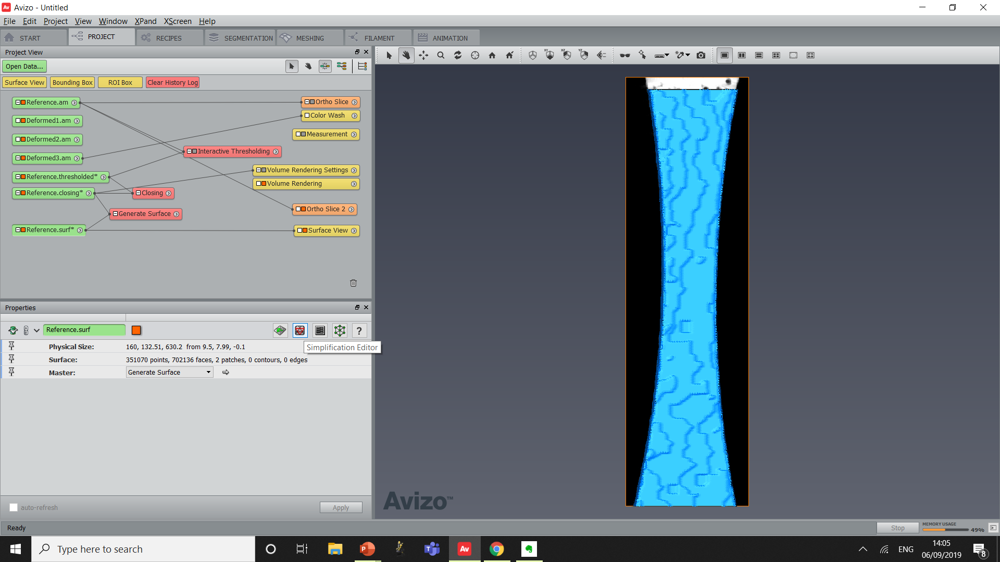 Av Avizo - Untitled
File Edit Project View Window XPand XScreen Help
START PROJECT RECIPES SEGMENTATION MESHING FILAMENT ANIMATION
Project View
Open Data...
Surface View Bounding Box ROI Box Clear History Log
XY XZ YZ
Reference.am Ortho Slice
Color Wash
Deformed1.am
Measurement
Deformed2.am
Interactive Thresholding
Deformed3.am
Volume Rendering Settings
Reference.thresholded*
Volume Rendering
Reference.closing* Closing
Ortho Slice 2
Generate Surface
Reference.surf* Surface View
Properties
Reference.surf ?
Physical Size: 160, 132.51, 630.2 from 9.5, 7.99, -0.1
Simplification Editor
Surface: 351070 points, 702136 faces, 2 patches, 0 contours, 0 edges
Master: Generate Surface
Avizo™
auto-refresh Apply
Ready Stop MEMORY USAGE 49%
Type here to search
Av
ENG
14:05
06/09/2019
8